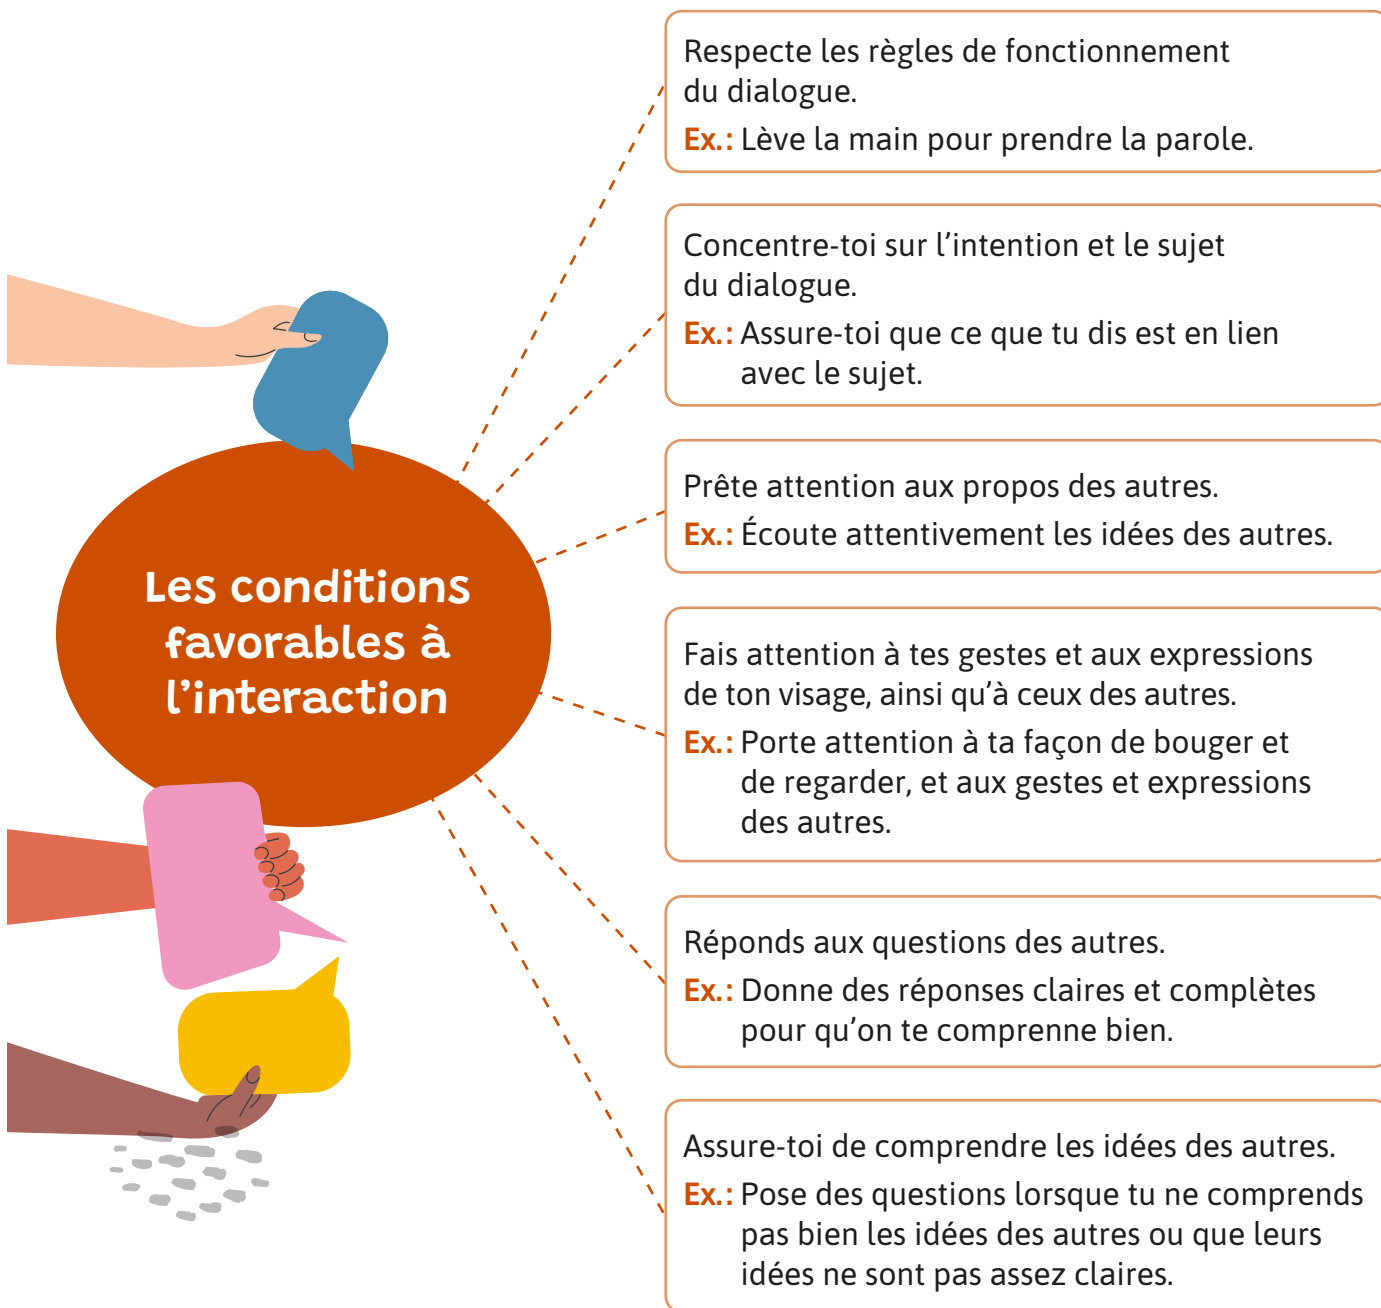 Respecte les règles de fonctionnement
du dialogue.
Ex.: Lève la main pour prendre la parole.
Concentre-toi sur l’intention et le sujet
du dialogue.
Ex.: Assure-toi que ce que tu dis est en lien
avec le sujet.
Prête attention aux propos des autres.
Ex.: Écoute attentivement les idées des autres.
Les conditions
favorables à
l’interaction
Fais attention à tes gestes et aux expressions
de ton visage, ainsi qu’à ceux des autres.
Ex.: Porte attention à ta façon de bouger et
de regarder, et aux gestes et expressions
des autres.
Réponds aux questions des autres.
Ex.: Donne des réponses claires et complètes
pour qu’on te comprenne bien.
Assure-toi de comprendre les idées des autres.
Ex.: Pose des questions lorsque tu ne comprends
pas bien les idées des autres ou que leurs
idées ne sont pas assez claires.